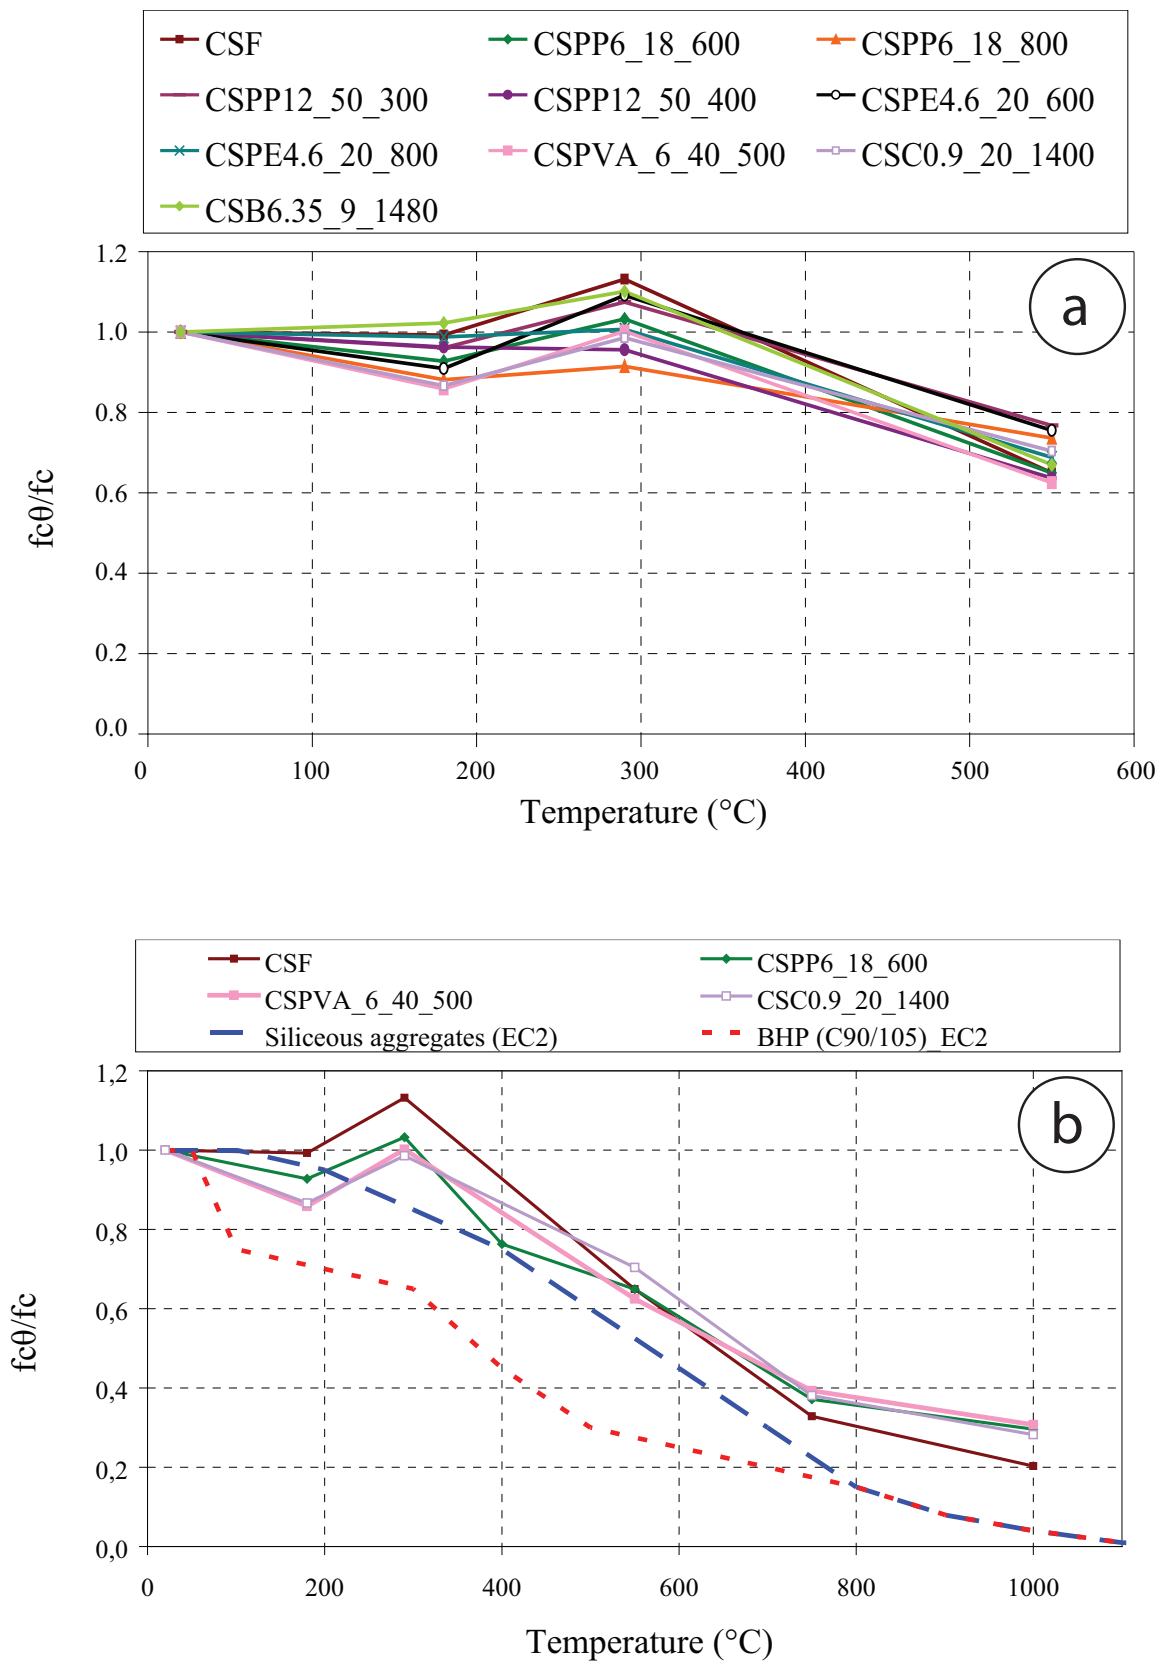 CSF CSPP6_18_600 CSPP6_18_800
CSPP12_50_300 CSPP12_50_400 CSPE4.6_20_600
CSPE4.6_20_800 CSPVA_6_40_500 CSC0.9_20_1400
CSB6.35_9_1480
a
1.2
1.0
0.8
0.6
0.4
0.2
0.0
fcθ/fc
0 100 200 300 400 500 600
Temperature (°C)
CSF CSPP6_18_600
CSPVA_6_40_500 CSC0.9_20_1400
Siliceous aggregates (EC2) BHP (C90/105)_EC2
b
1,2
1,0
0,8
0,6
0,4
0,2
0,0
fcθ/fc
0 200 400 600 800 1000
Temperature (°C)